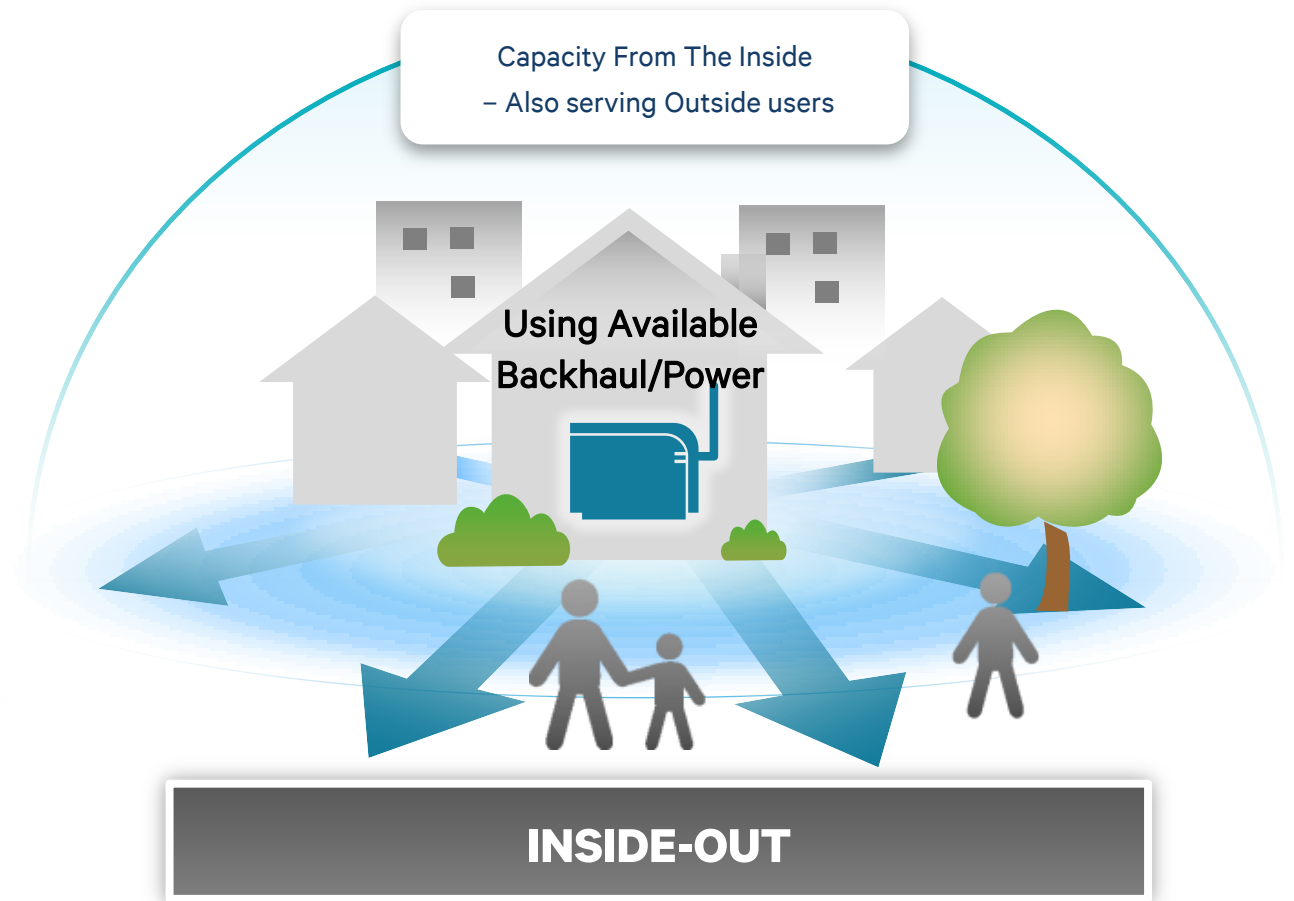 Capacity From The Inside
– Also serving Outside users
Using Available
Backhaul/Power
INSIDE-OUT